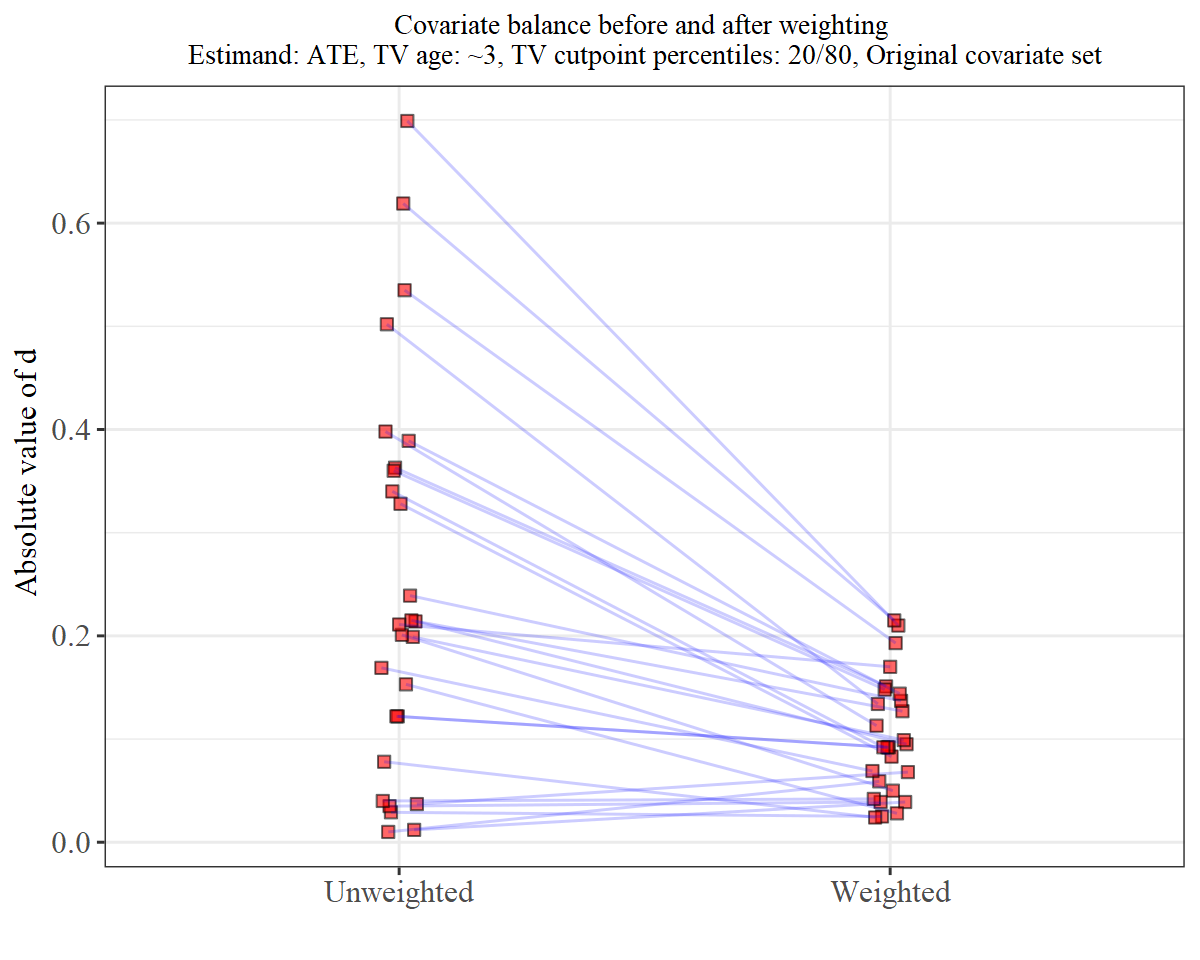 Covariate balance before and after weighting
Estimand: ATE, TV age: ~3, TV cutpoint percentiles: 20/80, Original covariate set
Absolute value of d
0.6
0.4
0.2
0.0
Unweighted
Weighted